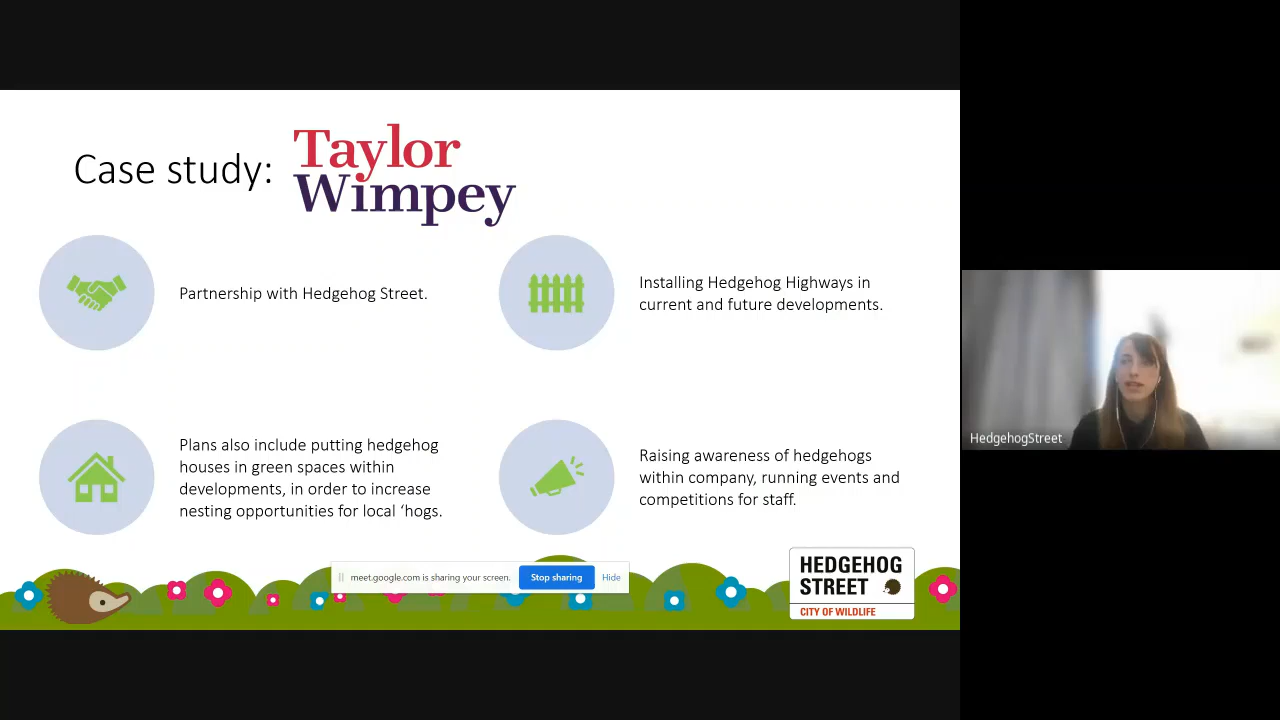 Case study:
Taylor
Wimpey
Partnership with Hedgehog Street.
Installing Hedgehog Highways in
current and future developments.
Plans also include putting hedgehog
houses in green spaces within
developments, in order to increase
nesting opportunities for local ‘hogs.
Raising awareness of hedgehogs
within company, running events and
competitions for staff.
meet.google.com is sharing your screen.
Stop sharing
Hide
HEDGEHOG
STREET
CITY OF WILDLIFE
HedgehogStreet